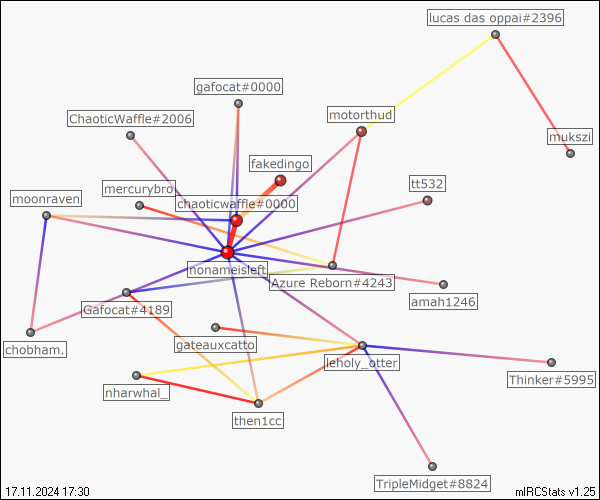 lucas das oppai#2396
gafocat#0000
motorthud
ChaoticWaffle#2006
mukszi
fakedingo
tt532
mercurybro
moonraven
chaoticwaffle#0000
nonameisleft
Azure Reborn#4243
amah1246
Gafocat#4189
gateauxcatto
chobham.
leholy_otter
Thinker#5995
nharwhal_
then1cc
TripleMidget#8824
17.11.2024 17:30
mIRCStats v1.25